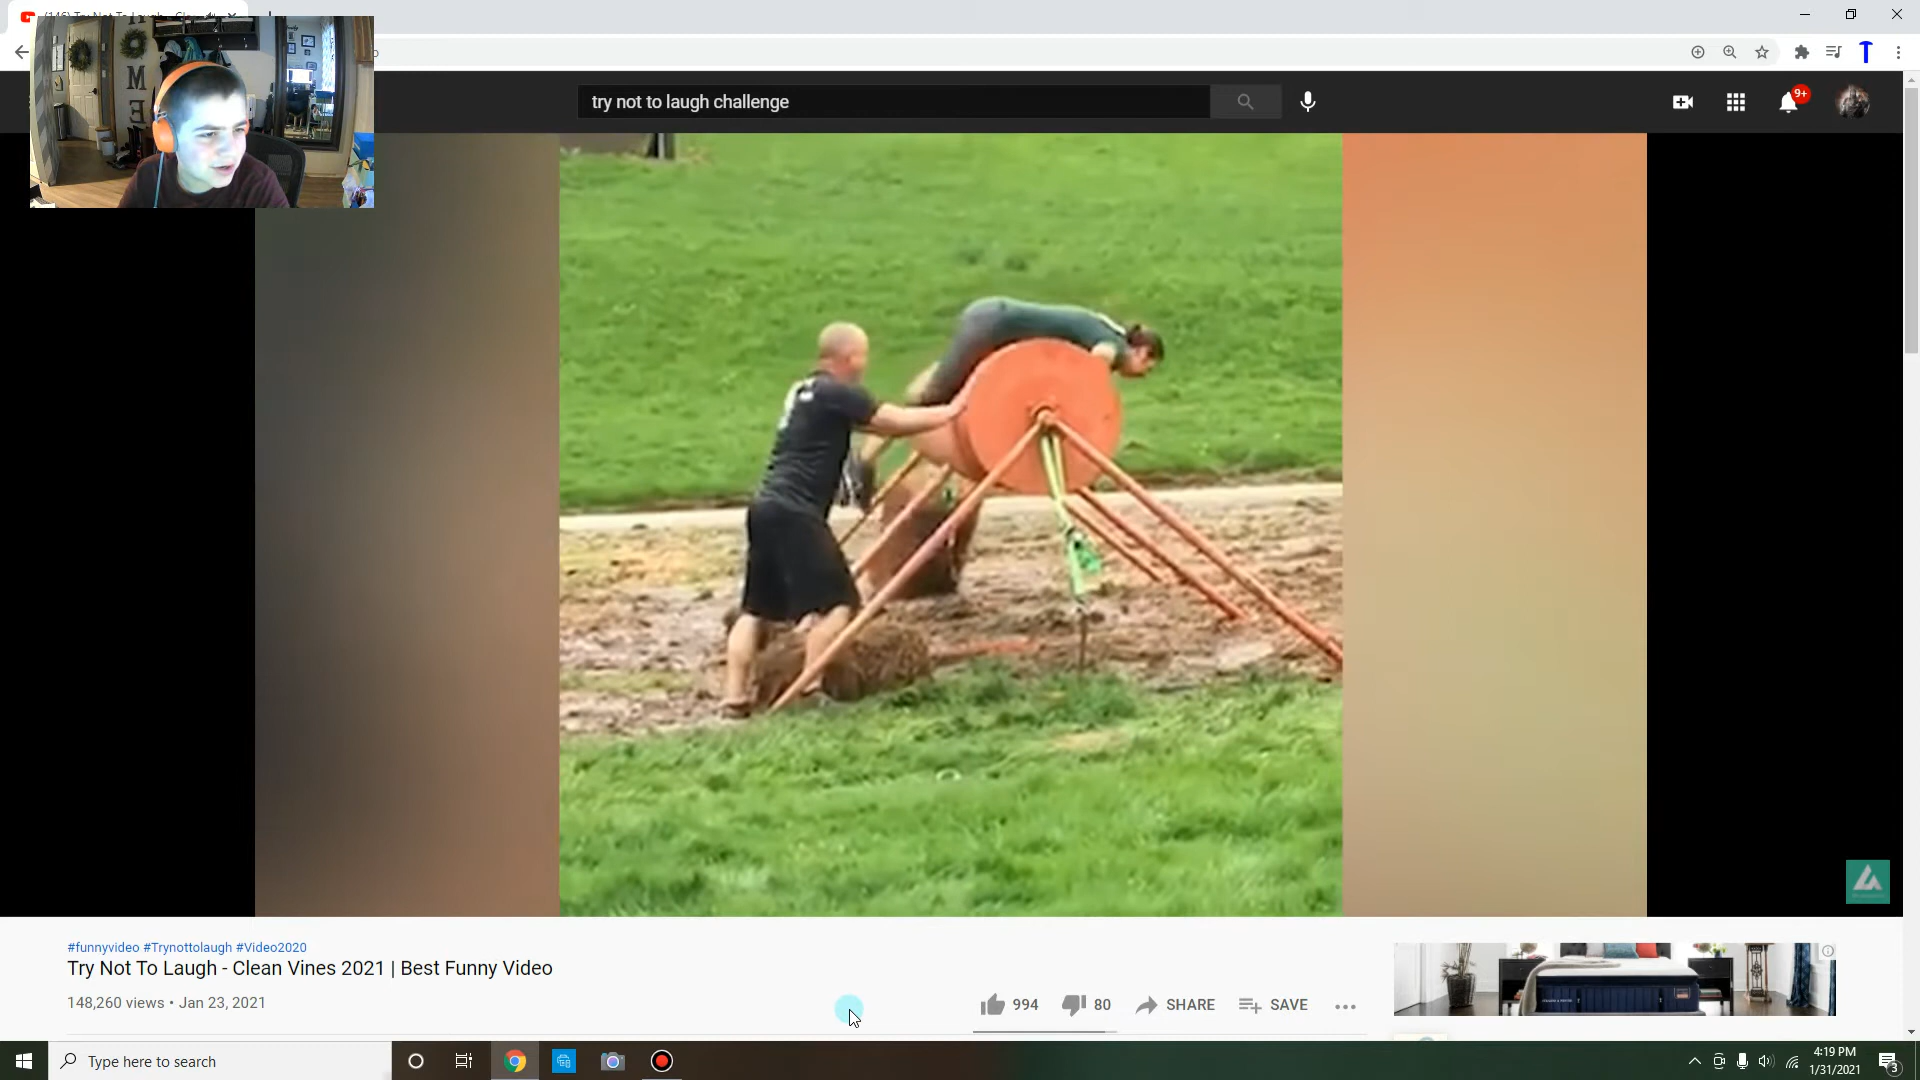 try not to laugh challenge
9+
M
E
#funnyvideo #Trynottolaugh #Video2020
Try Not To Laugh - Clean Vines 2021 | Best Funny Video
148,260 views • Jan 23, 2021
994
80
SHARE
SAVE
Type here to search
4:19 PM
1/31/2021
3